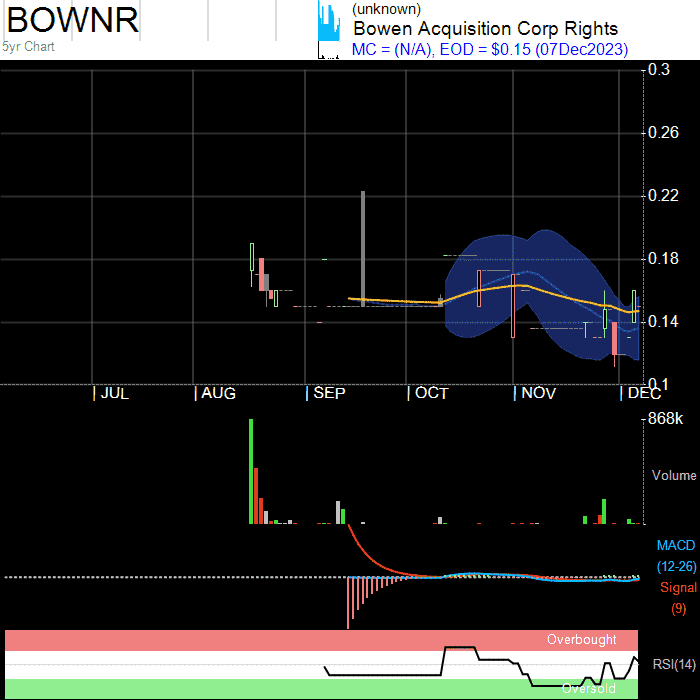 BOWNR
5yr Chart
(unknown)
Bowen Acquisition Corp Rights
MC = (N/A), EOD = $0.15 (07Dec2023)
0.3
0.26
0.22
0.18
0.14
0.1
JUL AUG SEP OCT NOV DEC
868k
Volume
MACD
(12-26)
Signal
(9)
Overbought
RSI(14)
Oversold